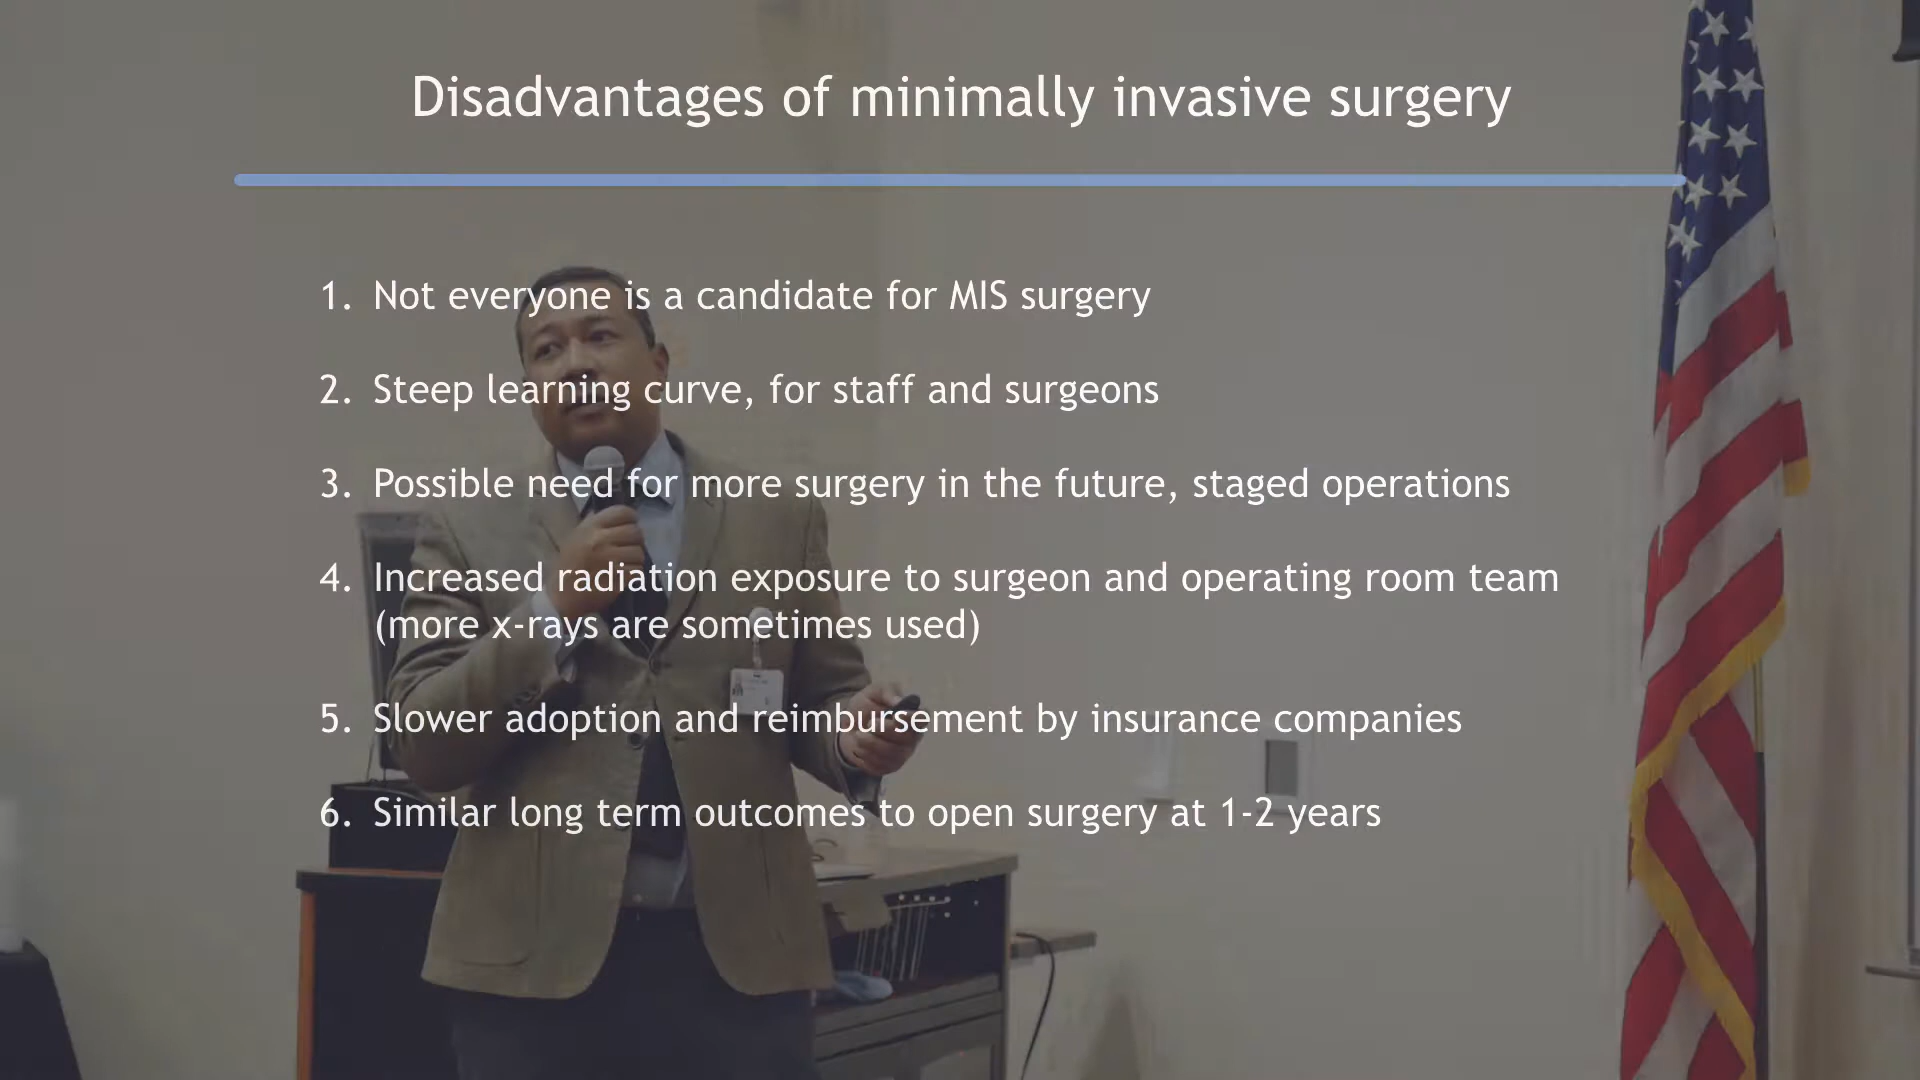 Disadvantages of minimally invasive surgery
1. Not everyone is a candidate for MIS surgery
2. Steep learning curve, for staff and surgeons
3. Possible need for more surgery in the future, staged operations
4. Increased radiation exposure to surgeon and operating room team
(more x-rays are sometimes used)
5. Slower adoption and reimbursement by insurance companies
6. Similar long term outcomes to open surgery at 1-2 years